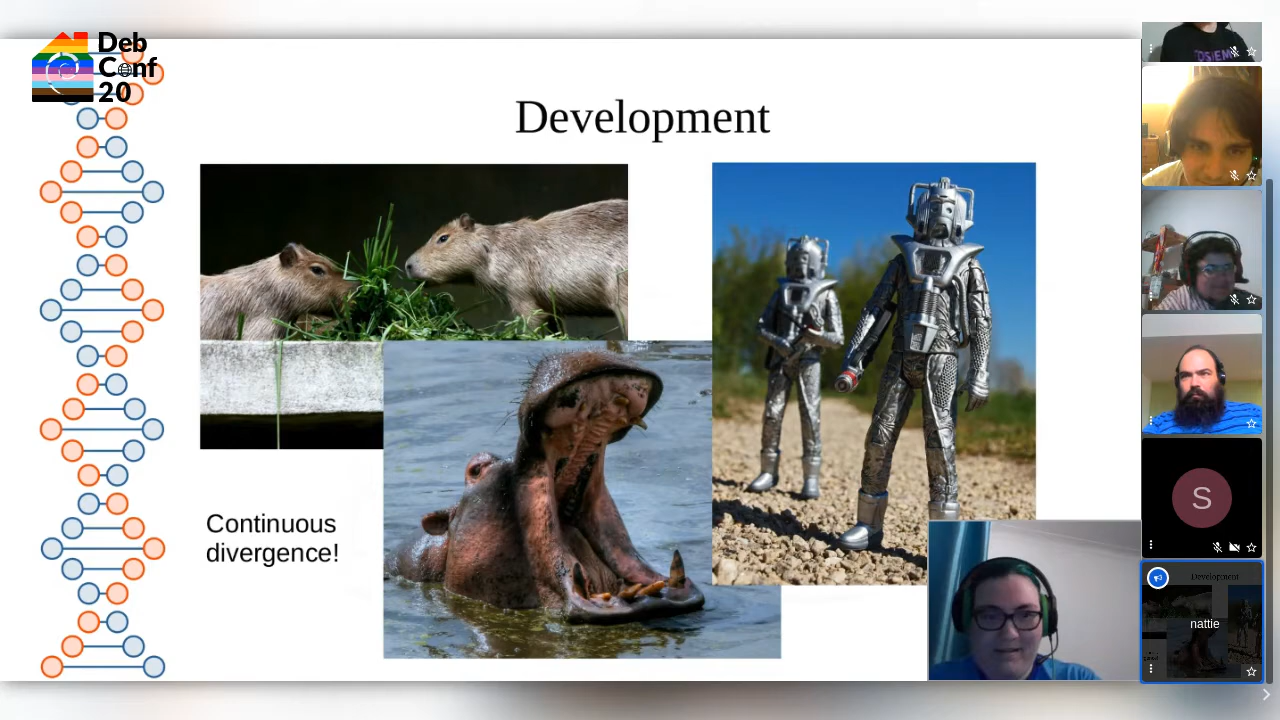 Deb
Conf
20
Development
Continuous
divergence!
S
Development
nattie